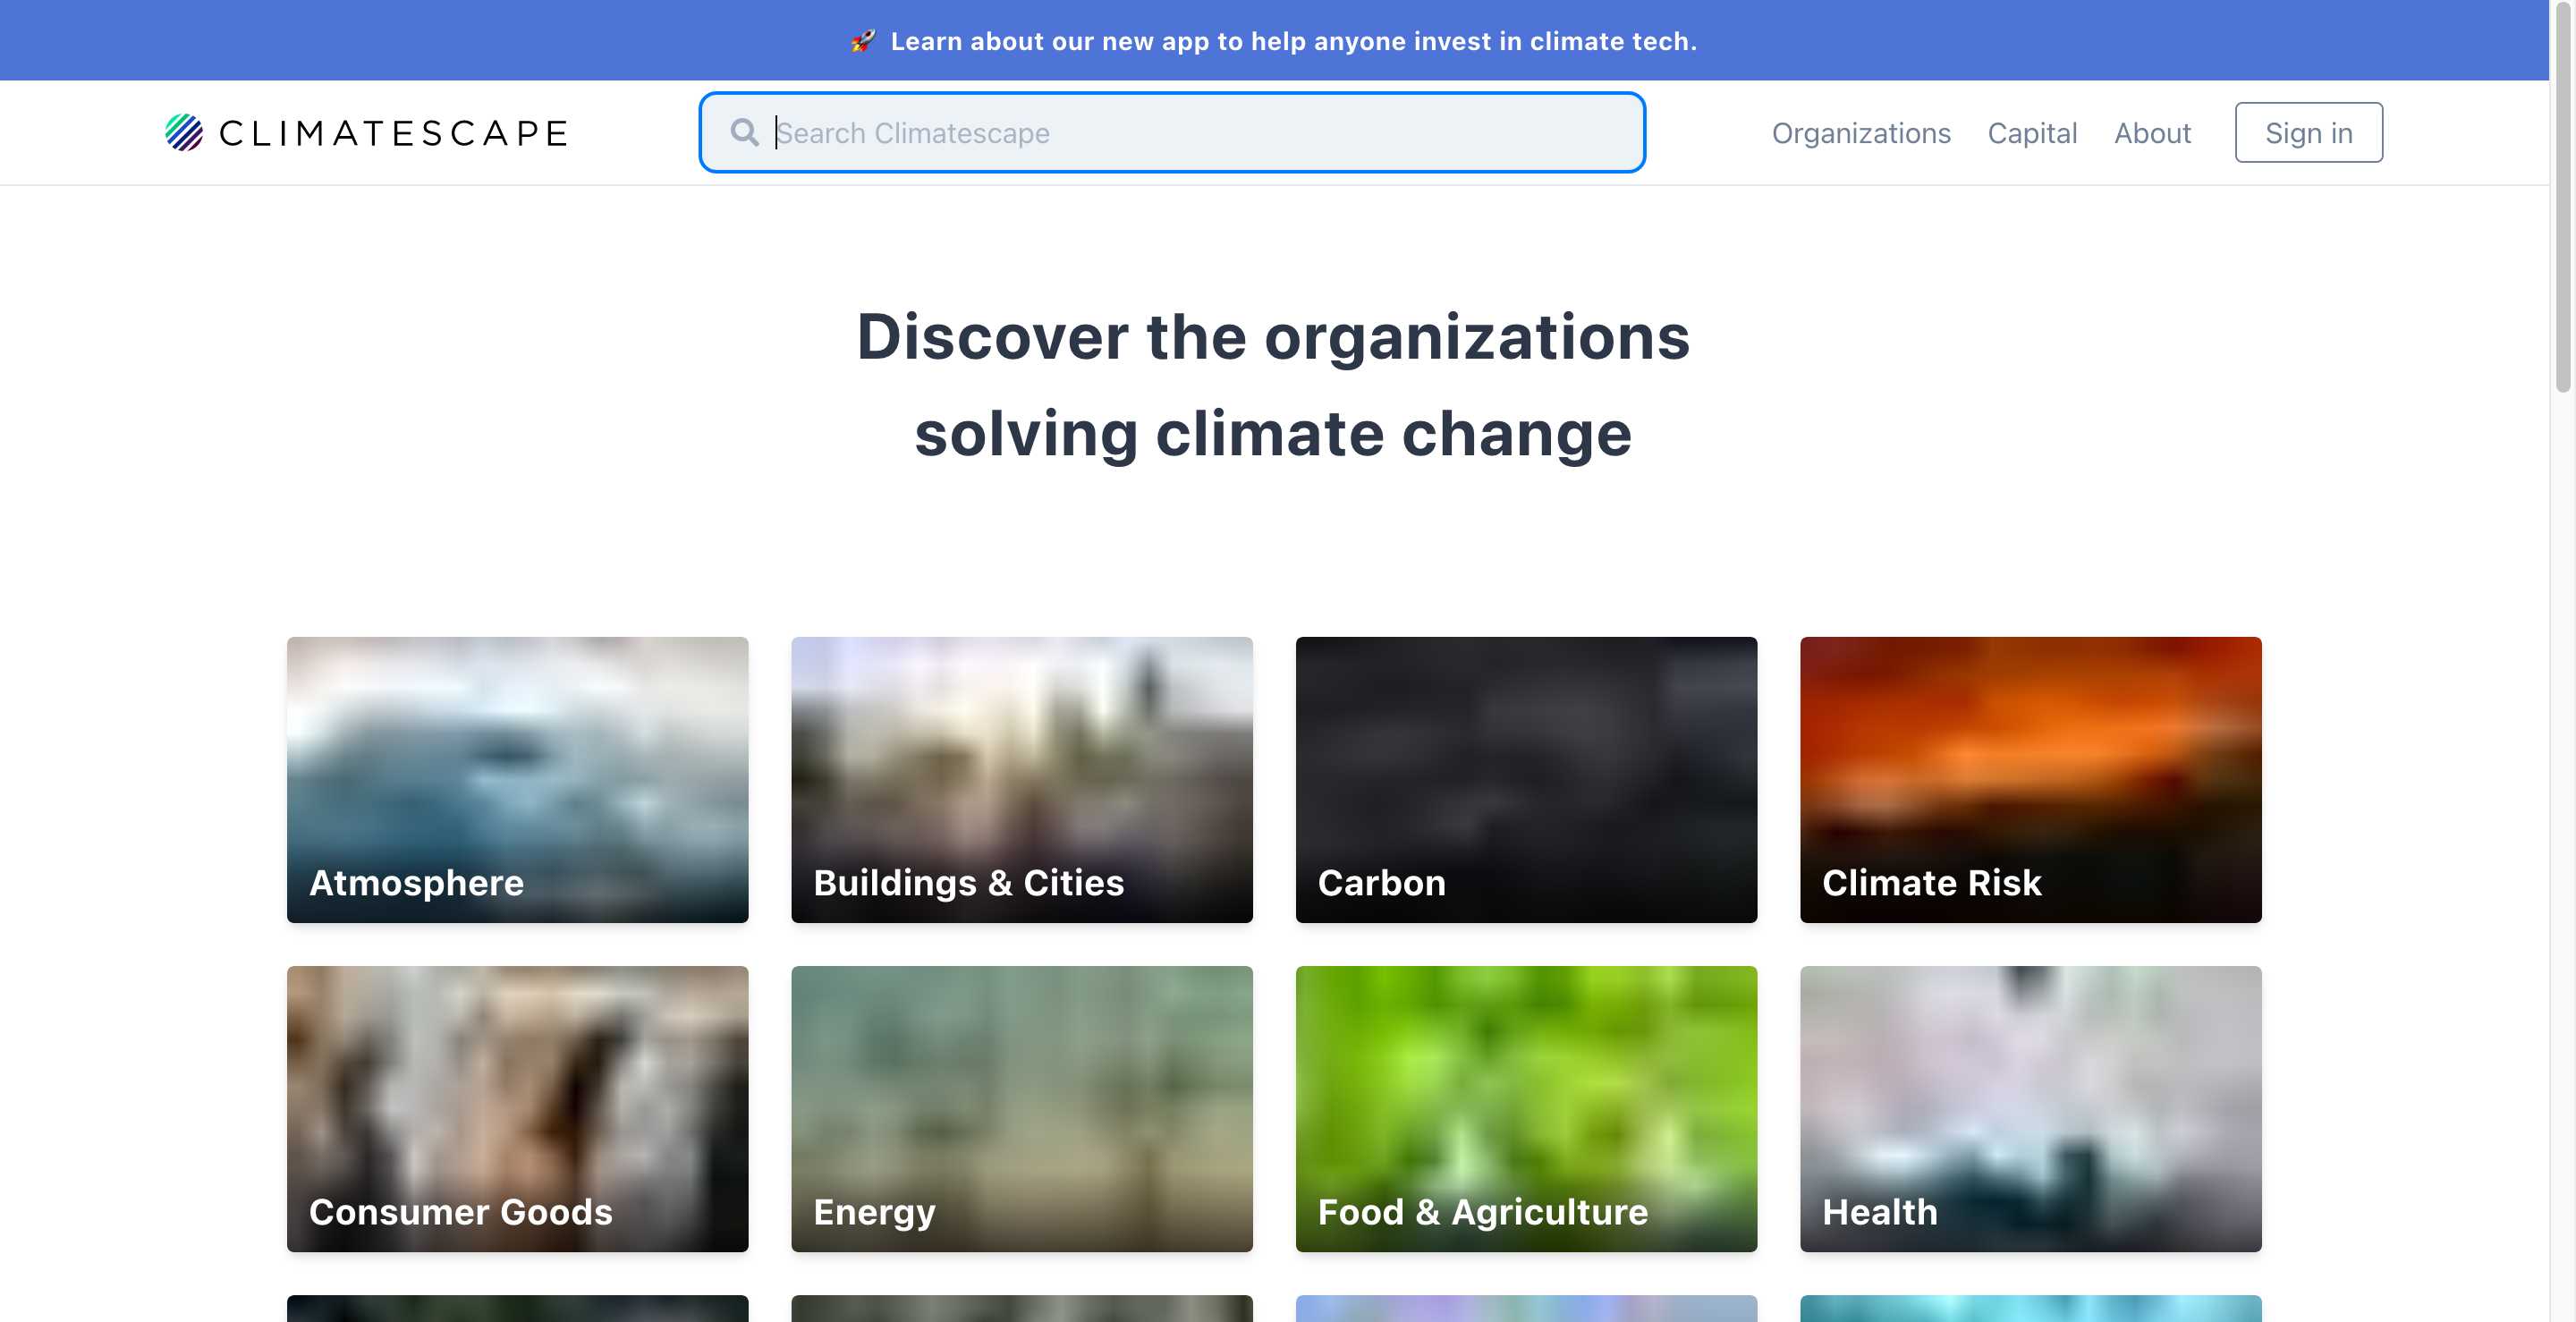 🚀 Learn about our new app to help anyone invest in climate tech.
CLIMATESCAPE
Search Climatescape
Organizations
Capital
About
Sign in
Discover the organizations
solving climate change
Atmosphere
Buildings & Cities
Carbon
Climate Risk
Consumer Goods
Energy
Food & Agriculture
Health